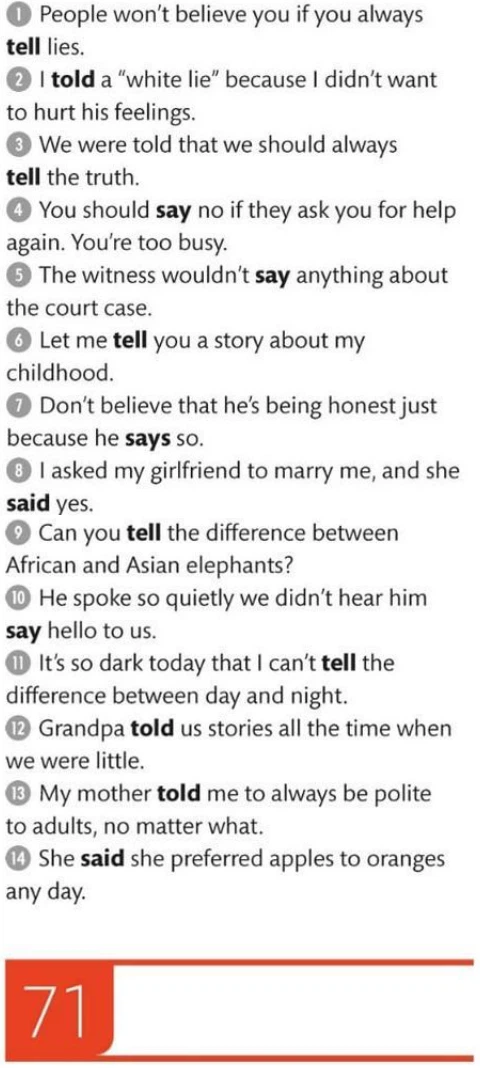 1 People won't believe you if you always
tell lies.
2 I told a “white lie” because I didn't want
to hurt his feelings.
3 We were told that we should always
tell the truth.
4 You should say no if they ask you for help
again. You're too busy.
5 The witness wouldn't say anything about
the court case.
6 Let me tell you a story about my
childhood.
7 Don't believe that he's being honest just
because he says so.
8 I asked my girlfriend to marry me, and she
said yes.
9 Can you tell the difference between
African and Asian elephants?
10 He spoke so quietly we didn't hear him
say hello to us.
11 It's so dark today that I can't tell the
difference between day and night.
12 Grandpa told us stories all the time when
we were little.
13 My mother told me to always be polite
to adults, no matter what.
14 She said she preferred apples to oranges
any day.
71